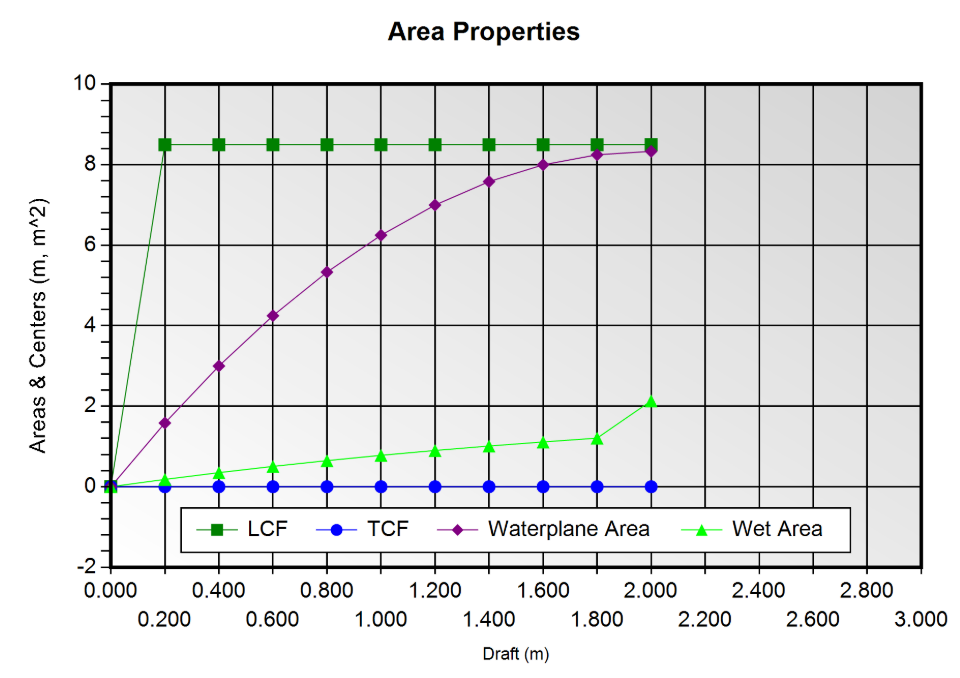 Area Properties
Areas & Centers (m, m^2)
10
8
6
4
2
0
-2
LCF TCF Waterplane Area Wet Area
0.000 0.400 0.800 1.200 1.600 2.000 2.400 2.800
0.200 0.600 1.000 1.400 1.800 2.200 2.600 3.000
Draft (m)